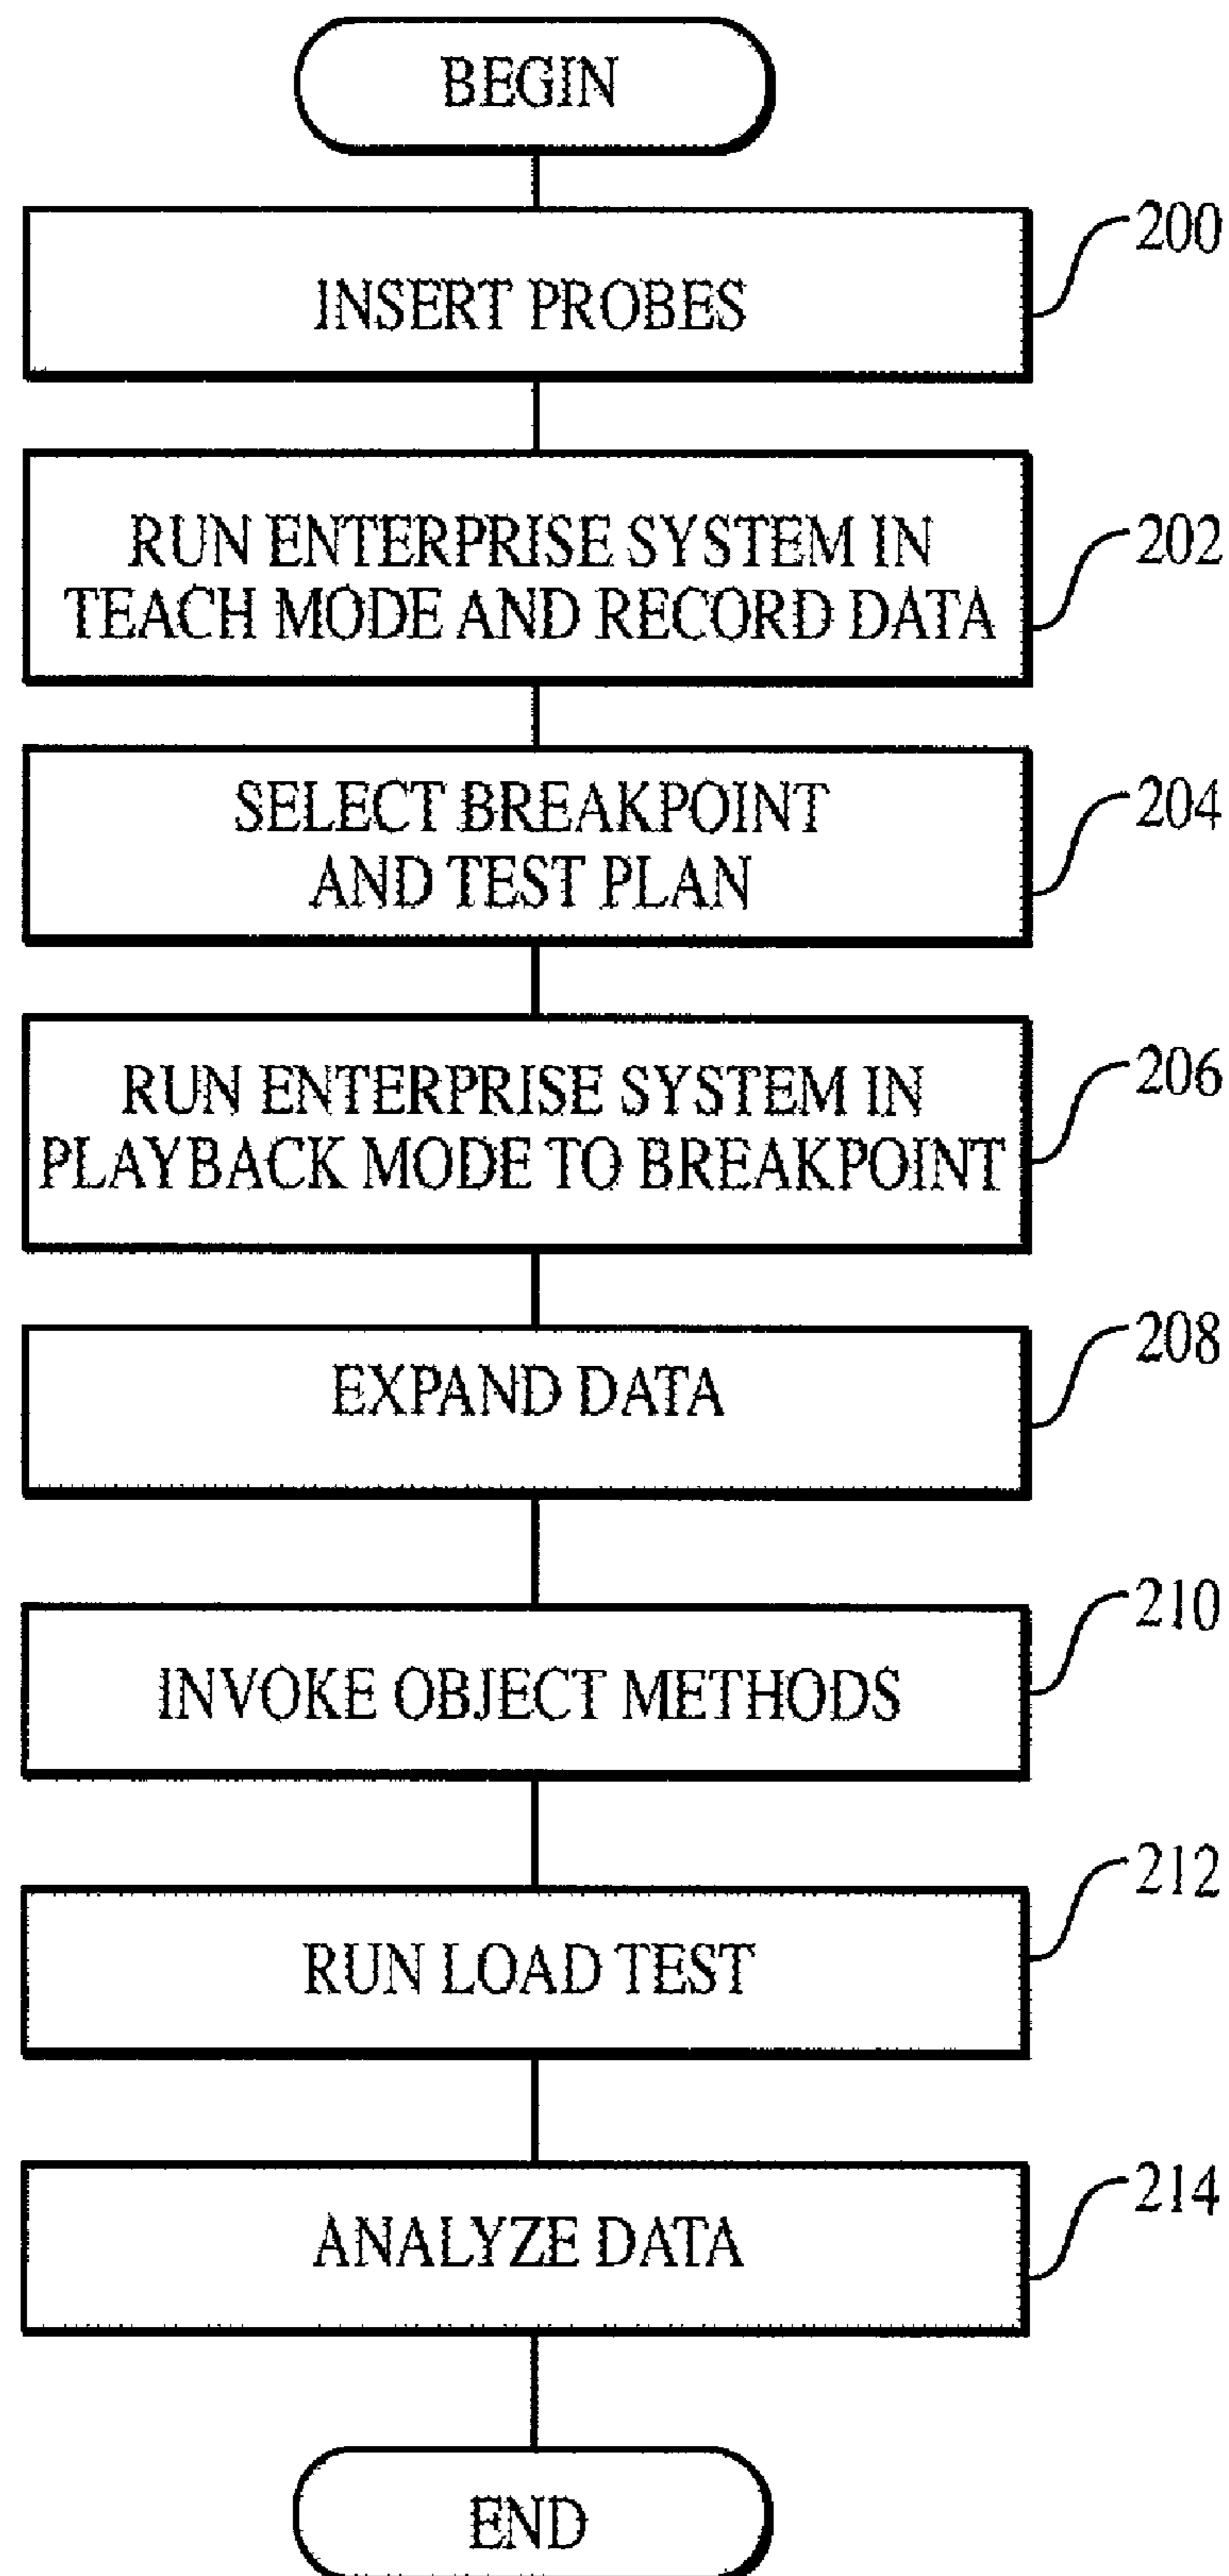 BEGIN
INSERT PROBES
200
RUN ENTERPRISE SYSTEM IN
TEACH MODE AND RECORD DATA
202
SELECT BREAKPOINT
AND TEST PLAN
204
RUN ENTERPRISE SYSTEM IN
PLAYBACK MODE TO BREAKPOINT
206
EXPAND DATA
208
INVOKE OBJECT METHODS
210
RUN LOAD TEST
212
ANALYZE DATA
214
END